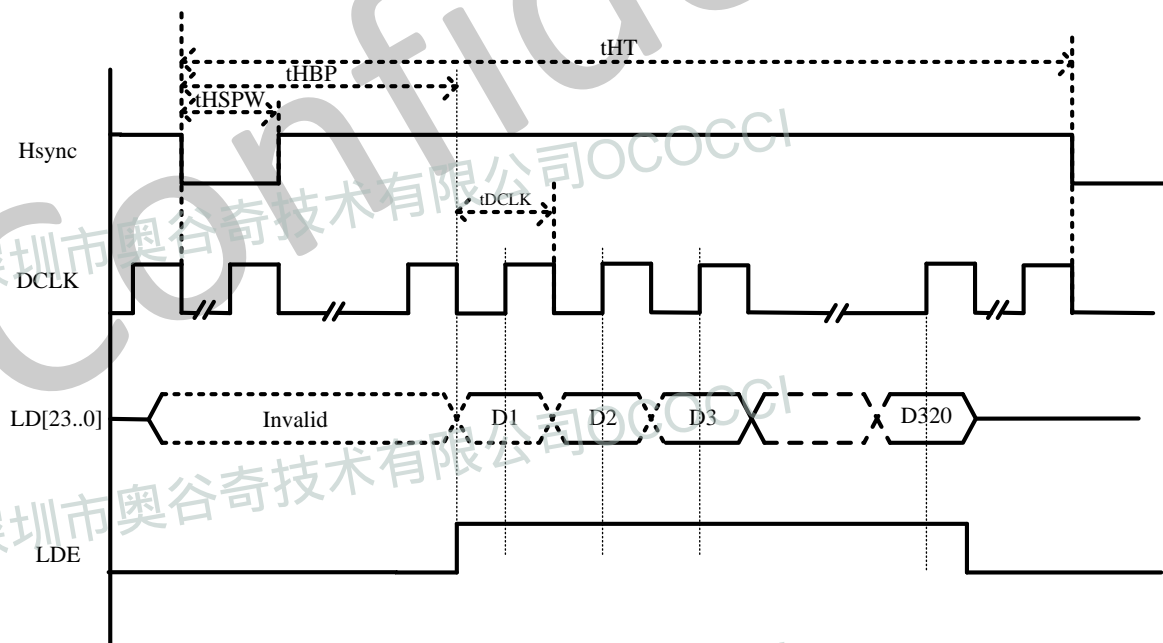 tHT
tHBP
tHSPW
Hsync
tDCLK
DCLK
LD[23..0]
Invalid
D1
D2
D3
D320
LDE
Confide
深圳市奥谷奇技术有限公司OCOCCI
深圳市奥谷奇技术有限公司OCOCCI